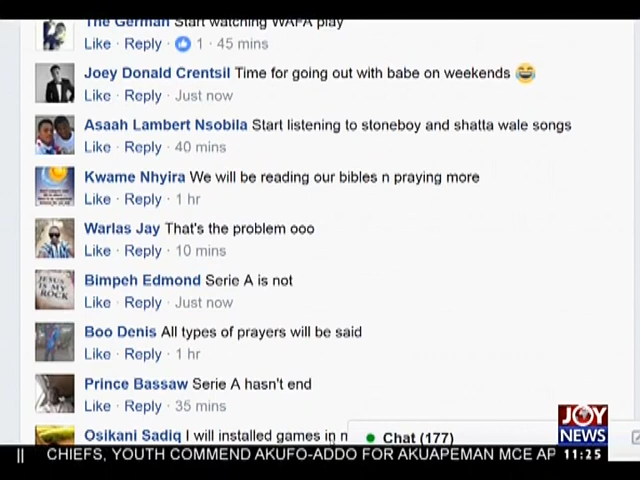 The German Start watching WAFA play
Like · Reply · 1 · 45 mins
Joey Donald Crentsil Time for going out with babe on weekends 😂
Like · Reply · Just now
Asaah Lambert Nsobila Start listening to stoneboy and shatta wale songs
Like · Reply · 40 mins
Kwame Nhyira We will be reading our bibles n praying more
Like · Reply · 1 hr
Warlas Jay That's the problem ooo
Like · Reply · 10 mins
JESUS
IS MY
ROCK
Bimpeh Edmond Serie A is not
Like · Reply · Just now
Boo Denis All types of prayers will be said
Like · Reply · 1 hr
Prince Bassaw Serie A hasn't end
Like · Reply · 35 mins
Osikani Sadiq I will installed games in
Chat (177)
JOY
NEWS
|| CHIEFS, YOUTH COMMEND AKUFO-ADDO FOR AKUAPEMAN MCE AP
11:25